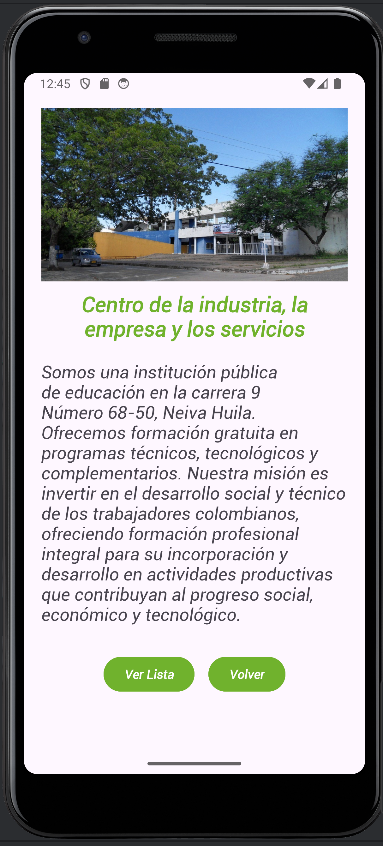 12:45
Centro de la industria, la
empresa y los servicios
Somos una institución pública
de educación en la carrera 9
Número 68-50, Neiva Huila.
Ofrecemos formación gratuita en
programas técnicos, tecnológicos y
complementarios. Nuestra misión es
invertir en el desarrollo social y técnico
de los trabajadores colombianos,
ofreciendo formación profesional
integral para su incorporación y
desarrollo en actividades productivas
que contribuyan al progreso social,
económico y tecnológico.
Ver Lista Volver